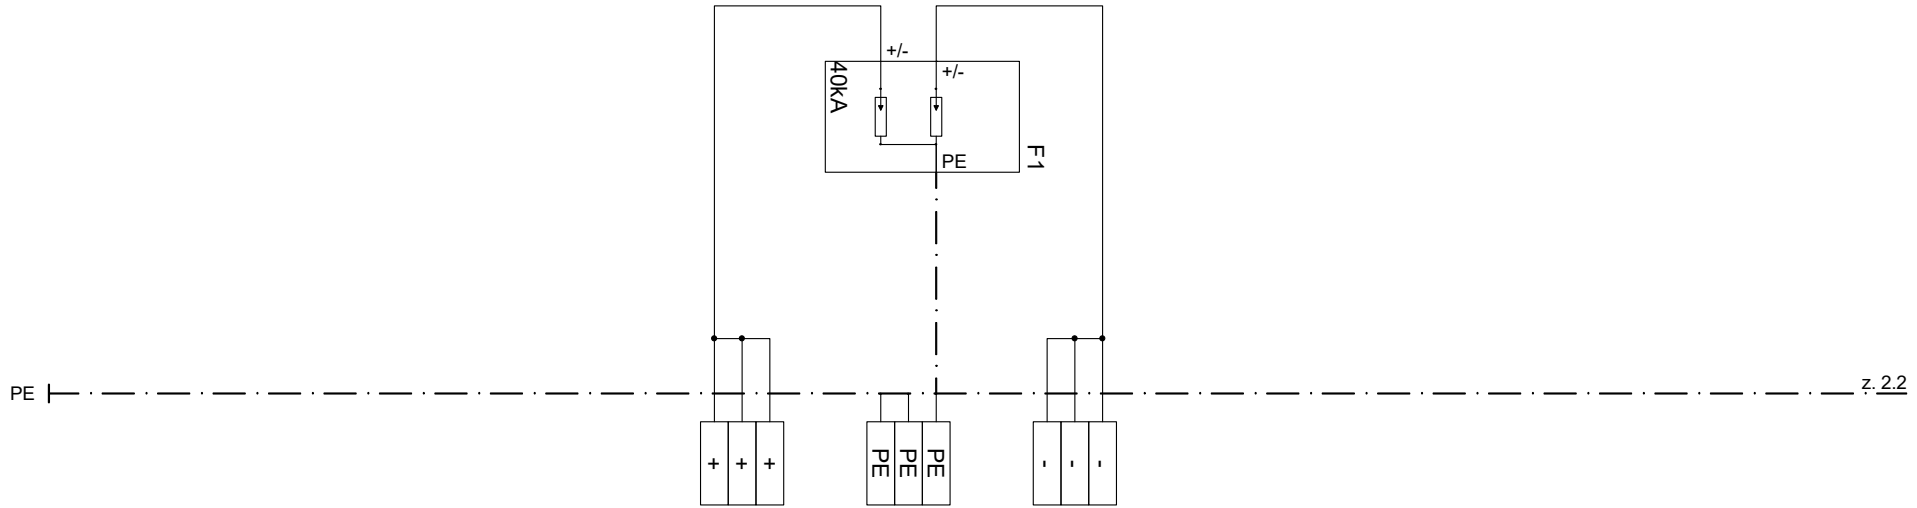 +/-
+/-
40kA
PE
F1
PE
z. 2.2
+ + +
PE PE PE
- - -